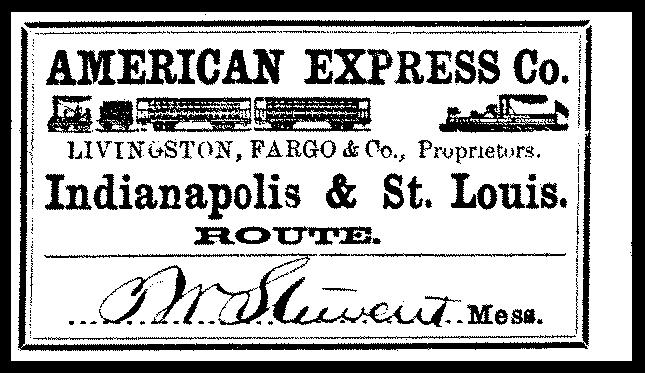 AMERICAN EXPRESS Co.
LIVINGSTON, FARGO & Co., Proprietors.
Indianapolis & St. Louis.
ROUTE.
Stewart Mess.